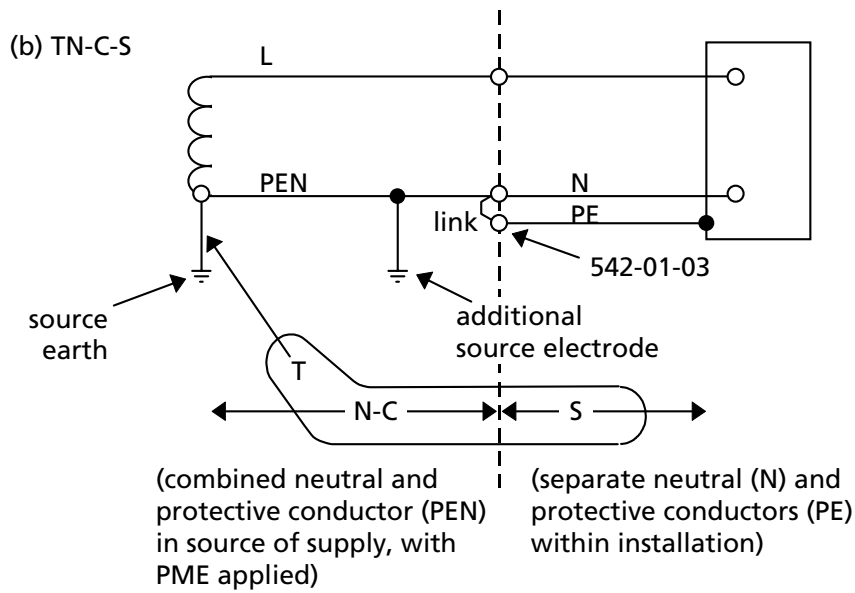 (b) TN-C-S
L
PEN
N
link
PE
542-01-03
source
earth
additional
source electrode
T
N-C
S
(combined neutral and
protective conductor (PEN)
in source of supply, with
PME applied)
(separate neutral (N) and
protective conductors (PE)
within installation)